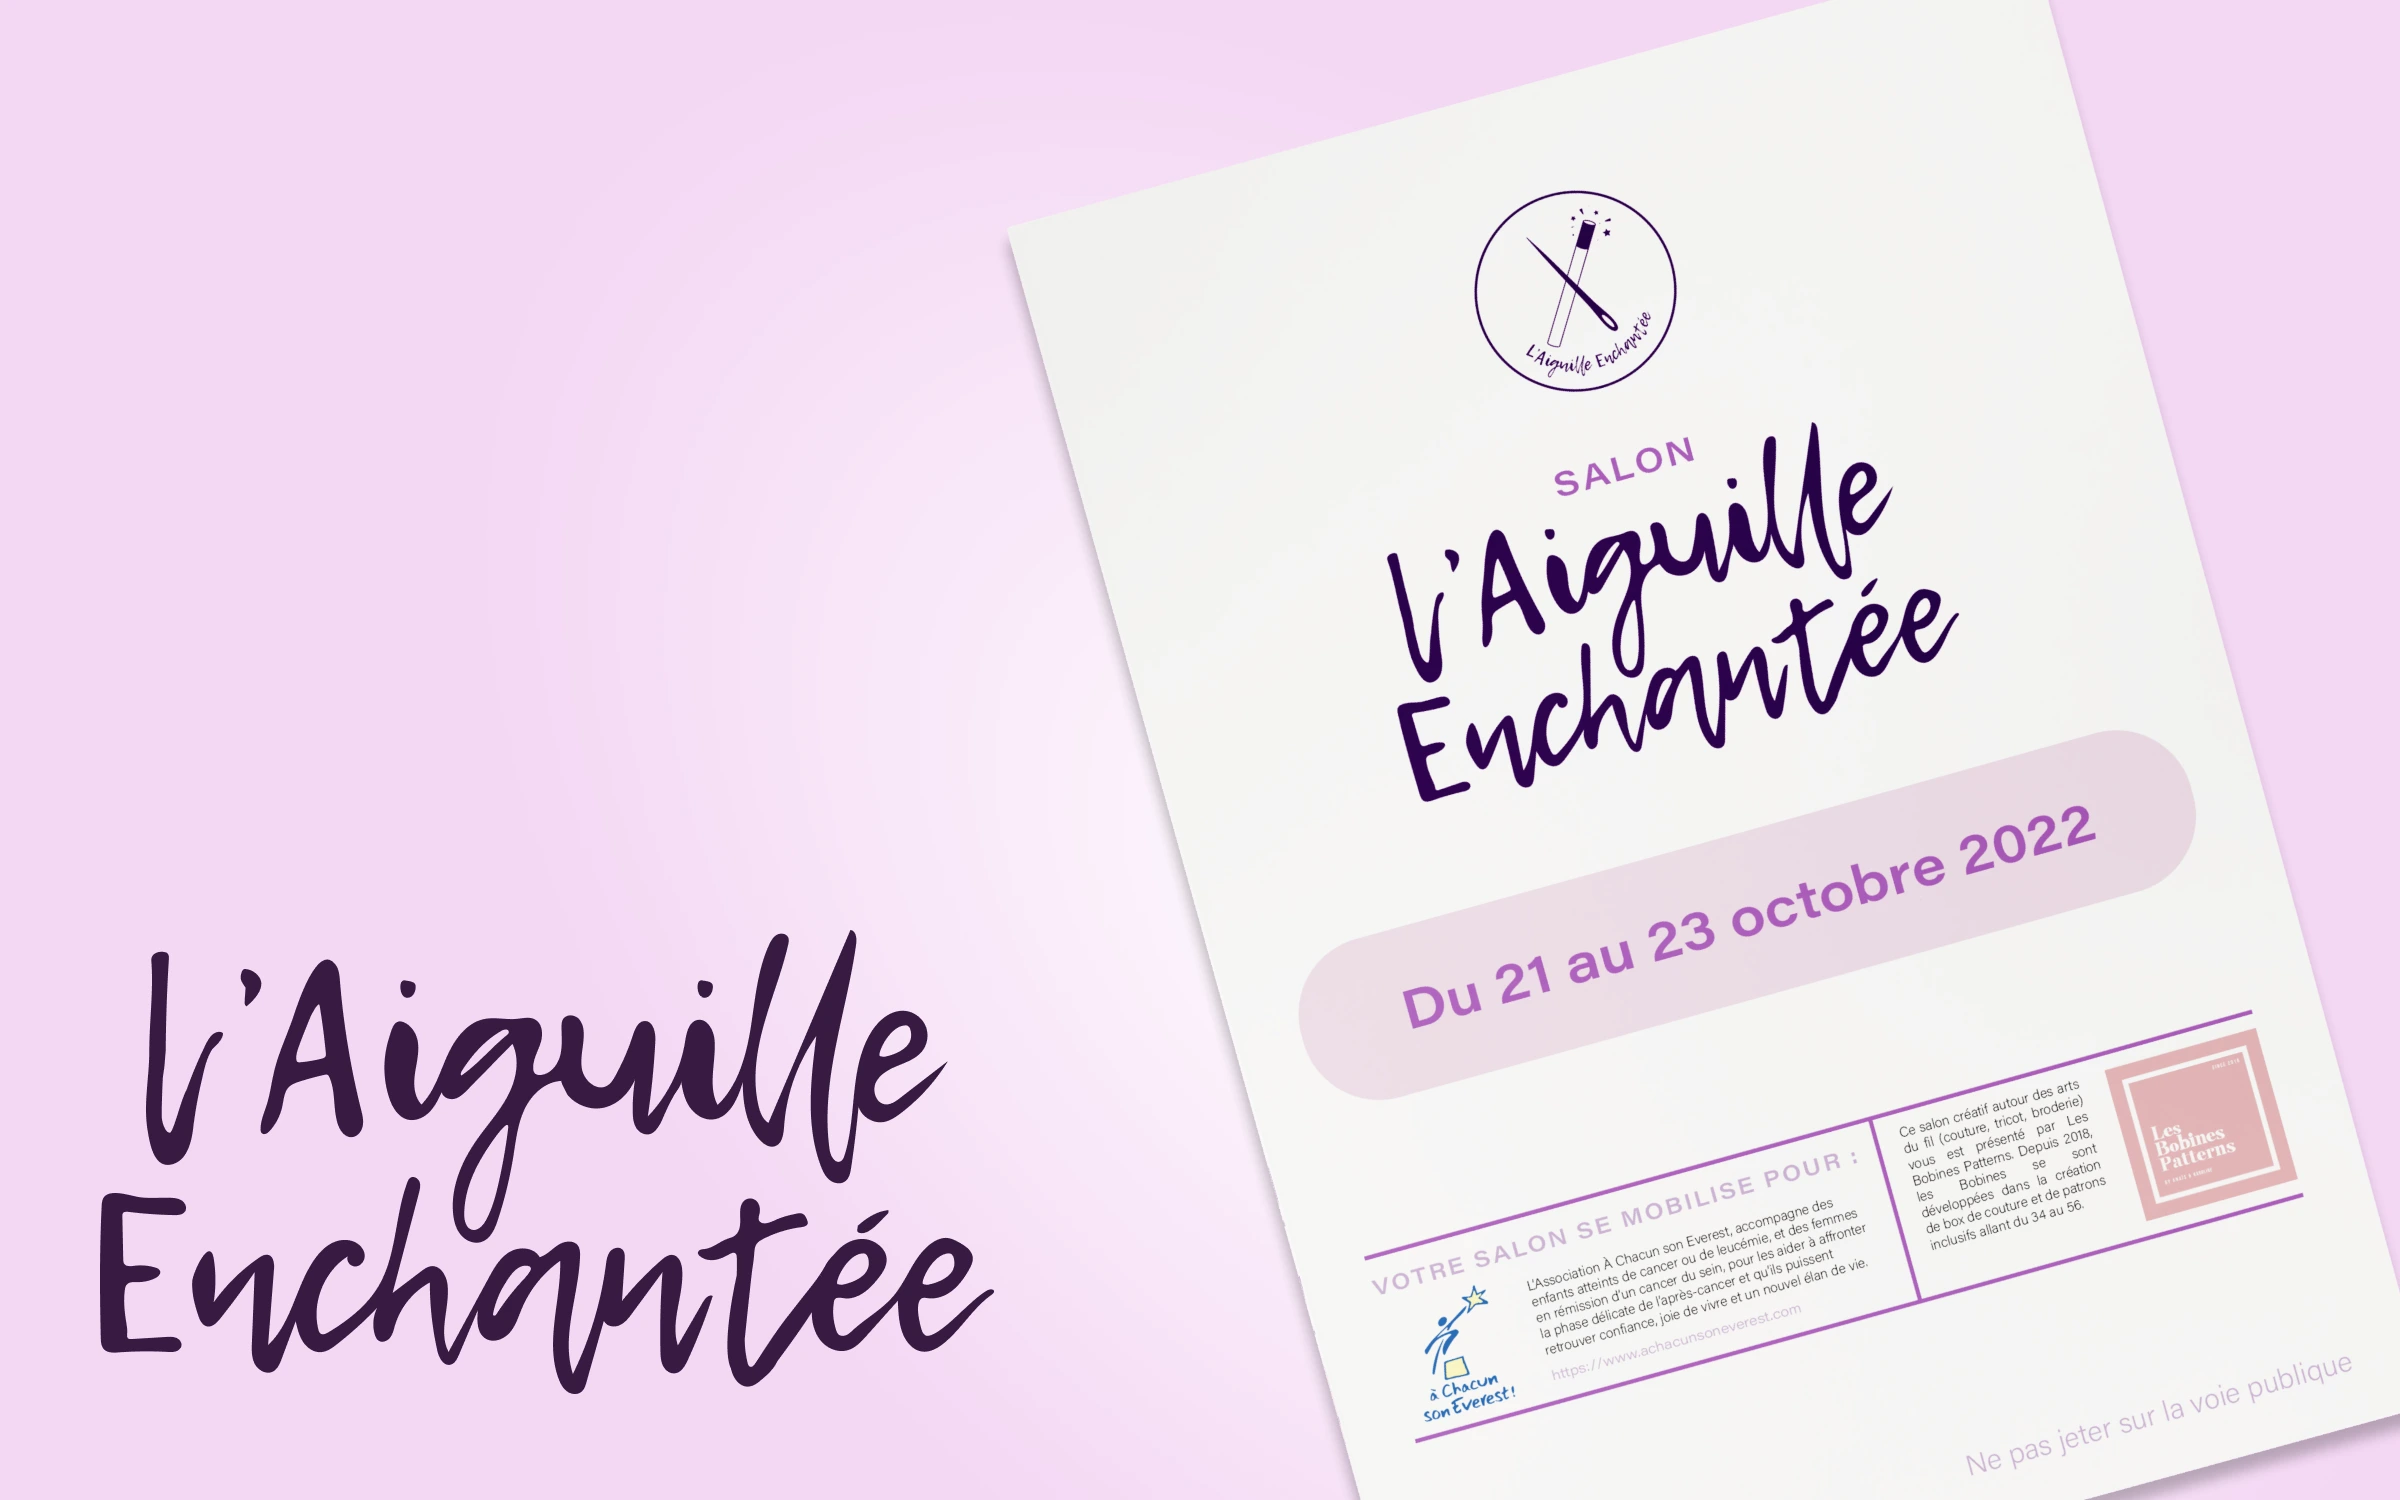 L'Aiguille
Enchantée
L'Aiguille Enchantée
SALON
L'Aiguille
Enchantée
Du 21 au 23 octobre 2022
VOTRE SALON SE MOBILISE POUR :
L'Association À Chacun son Everest, accompagne des
enfants atteints de cancer ou de leucémie, et des femmes
en rémission d'un cancer du sein, pour les aider à affronter
la phase délicate de l'après-cancer et qu'ils puissent
retrouver confiance, joie de vivre et un nouvel élan de vie.
https://www.achacunsoneverest.com
à Chacun
son Everest!
Ce salon créatif autour des arts
du fil (couture, tricot, broderie)
vous est présenté par Les
Bobines Patterns. Depuis 2018,
les Bobines se sont
développées dans la création
de box de couture et de patrons
inclusifs allant du 34 au 56.
SINCE 2018
Les
Bobines
Patterns
Ne pas jeter sur la voie publique